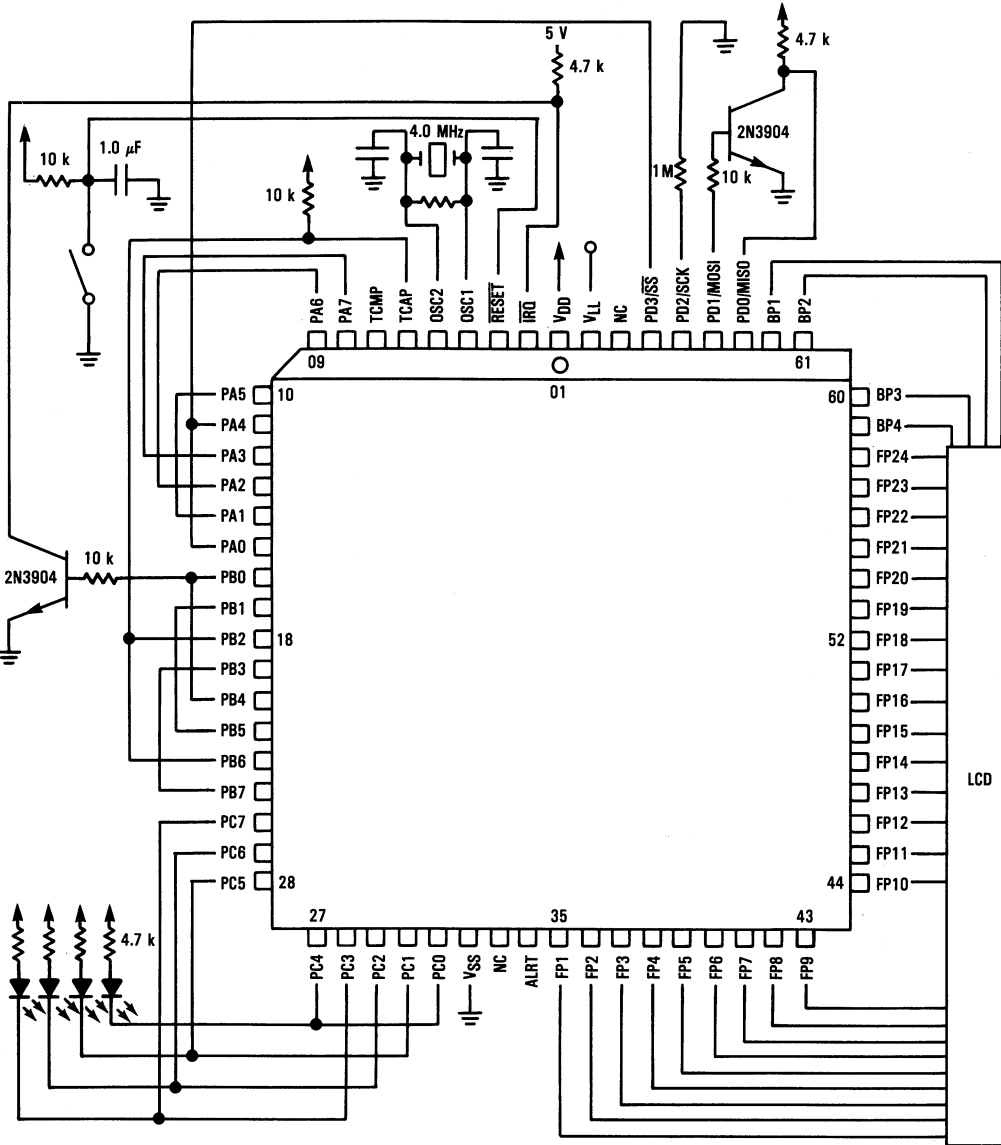 5 V
4.7 k
4.7 k
2N3904
10 k
1.0 μF
4.0 MHz
10 k
1 M
10 k
PA6
PA7
TCMP
TCAP
OSC2
OSC1
RESET
IRQ
VDD
VLL
NC
PD3/SS
PD2/SCK
PD1/MOSI
PD0/MISO
BP1
BP2
09
01
61
PA5
10
PA4
PA3
PA2
PA1
PA0
2N3904
10 k
PB0
PB1
PB2
18
PB3
PB4
PB5
PB6
PB7
PC7
PC6
PC5
28
60
BP3
BP4
FP24
FP23
FP22
FP21
FP20
FP19
52
FP18
FP17
FP16
FP15
FP14
FP13
FP12
FP11
44
FP10
LCD
27
35
43
4.7 k
PC4
PC3
PC2
PC1
PC0
VSS
NC
ALRT
FP1
FP2
FP3
FP4
FP5
FP6
FP7
FP8
FP9